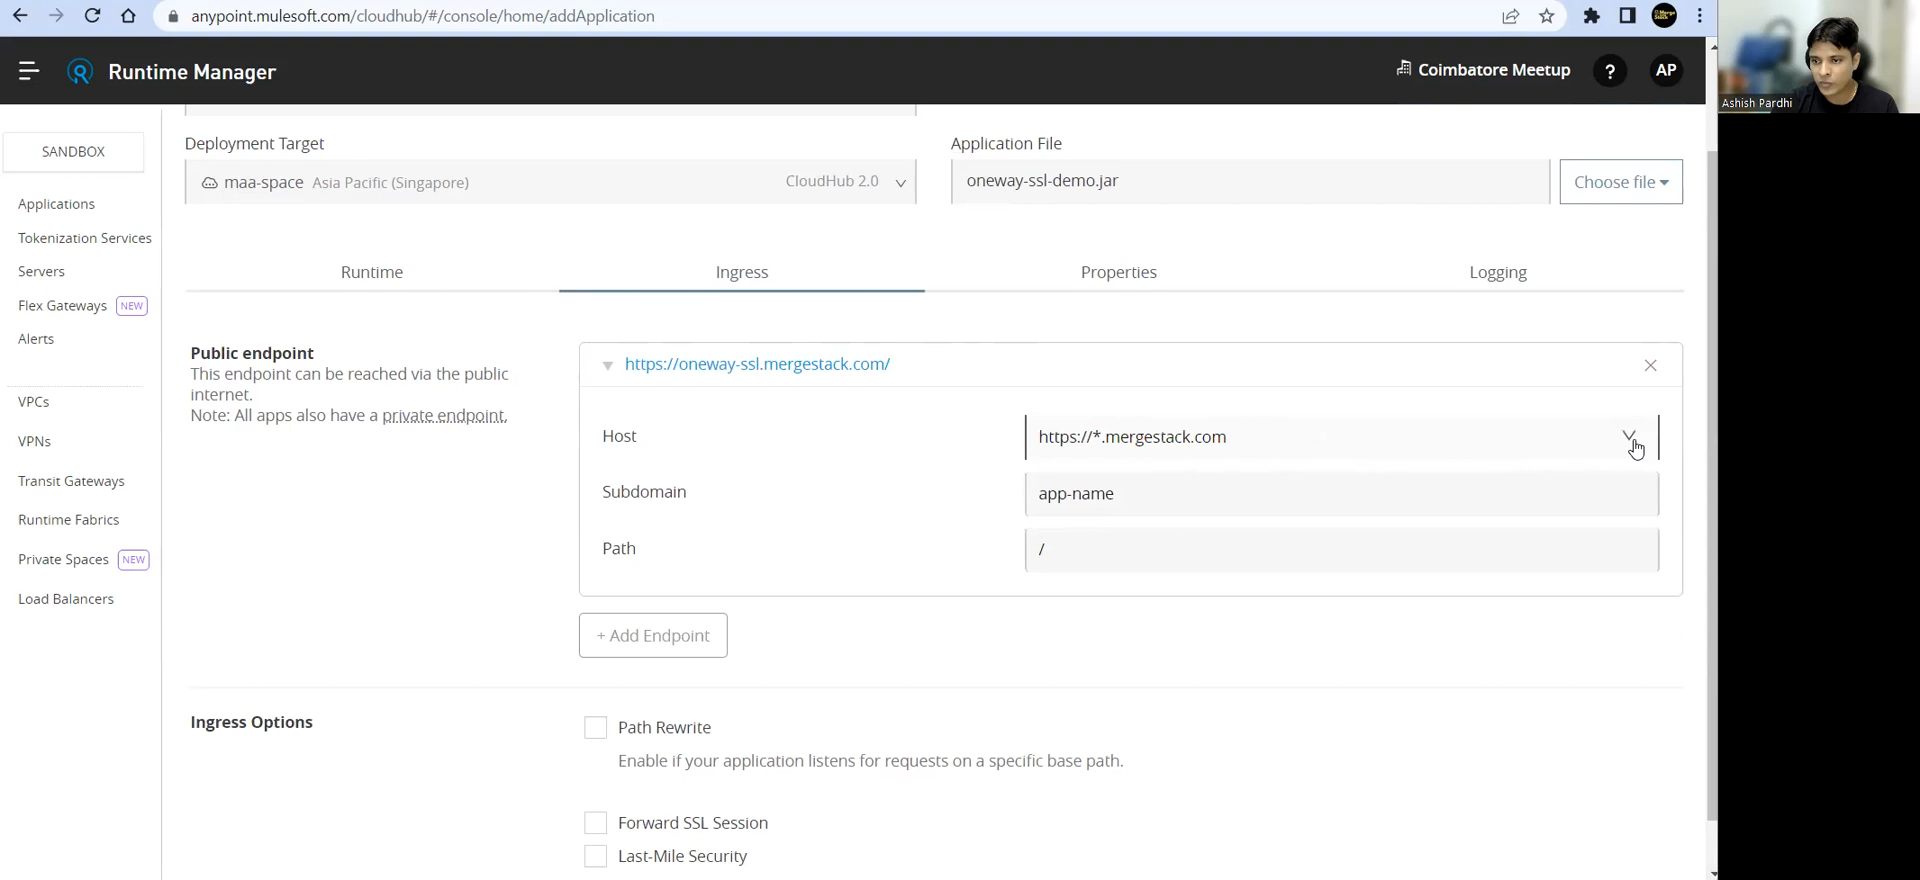 anypoint.mulesoft.com/cloudhub/#/console/home/addApplication
Runtime Manager
Coimbatore Meetup
?
AP
Ashish Pardhi
SANDBOX
Applications
Tokenization Services
Servers
Flex Gateways NEW
Alerts
VPCs
VPNs
Transit Gateways
Runtime Fabrics
Private Spaces NEW
Load Balancers
Deployment Target
maa-space Asia Pacific (Singapore) CloudHub 2.0
Application File
oneway-ssl-demo.jar
Choose file
Runtime
Ingress
Properties
Logging
Public endpoint
This endpoint can be reached via the public
internet.
Note: All apps also have a private endpoint.
https://oneway-ssl.mergestack.com/
Host
https://*.mergestack.com
Subdomain
app-name
Path
/
+ Add Endpoint
Ingress Options
Path Rewrite
Enable if your application listens for requests on a specific base path.
Forward SSL Session
Last-Mile Security